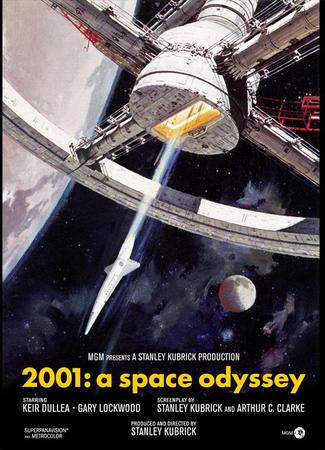 MGM PRESENTS A STANLEY KUBRICK PRODUCTION
2001: a space odyssey
STARRING
KEIR DULLEA • GARY LOCKWOOD
SCREENPLAY BY
STANLEY KUBRICK AND ARTHUR C. CLARKE
PRODUCED AND DIRECTED BY
STANLEY KUBRICK
SUPERPANAVISION®
AND METROCOLOR
MGM